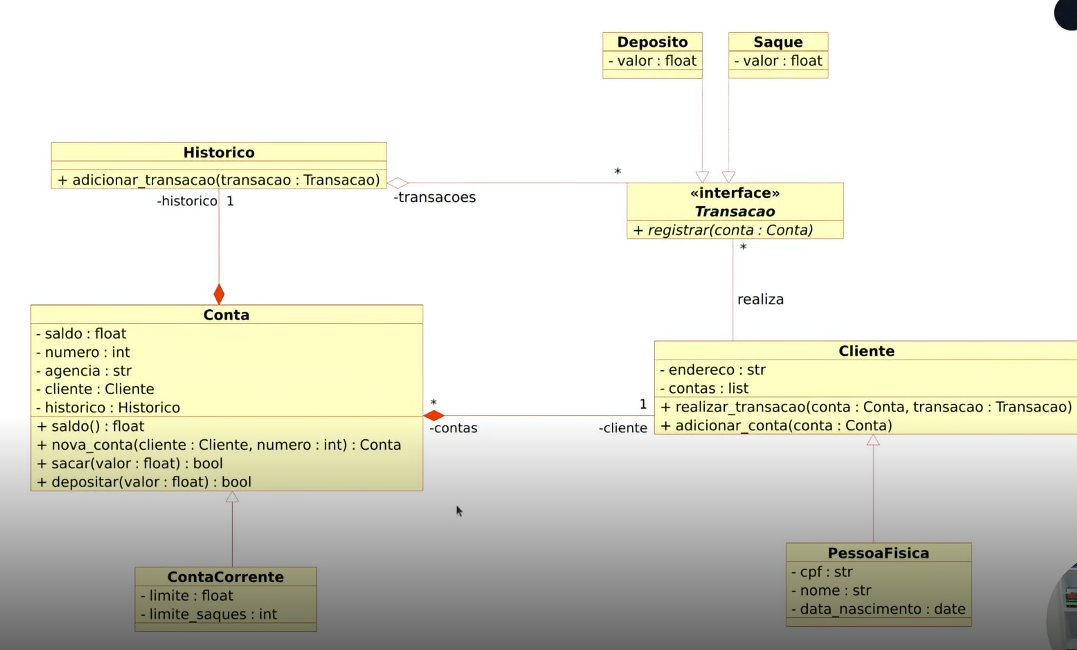 Deposito
- valor : float
Saque
- valor : float
Historico
+ adicionar_transacao(transacao : Transacao)
-historico 1
-transacoes
*
«interface»
Transacao
+ registrar(conta : Conta)
*
realiza
Conta
- saldo : float
- numero : int
- agencia : str
- cliente : Cliente
- historico : Historico
+ saldo() : float
+ nova_conta(cliente : Cliente, numero : int) : Conta
+ sacar(valor : float) : bool
+ depositar(valor : float) : bool
*
-contas
1
-cliente
Cliente
- endereco : str
- contas : list
+ realizar_transacao(conta : Conta, transacao : Transacao)
+ adicionar_conta(conta : Conta)
ContaCorrente
- limite : float
- limite_saques : int
PessoaFisica
- cpf : str
- nome : str
- data_nascimento : date